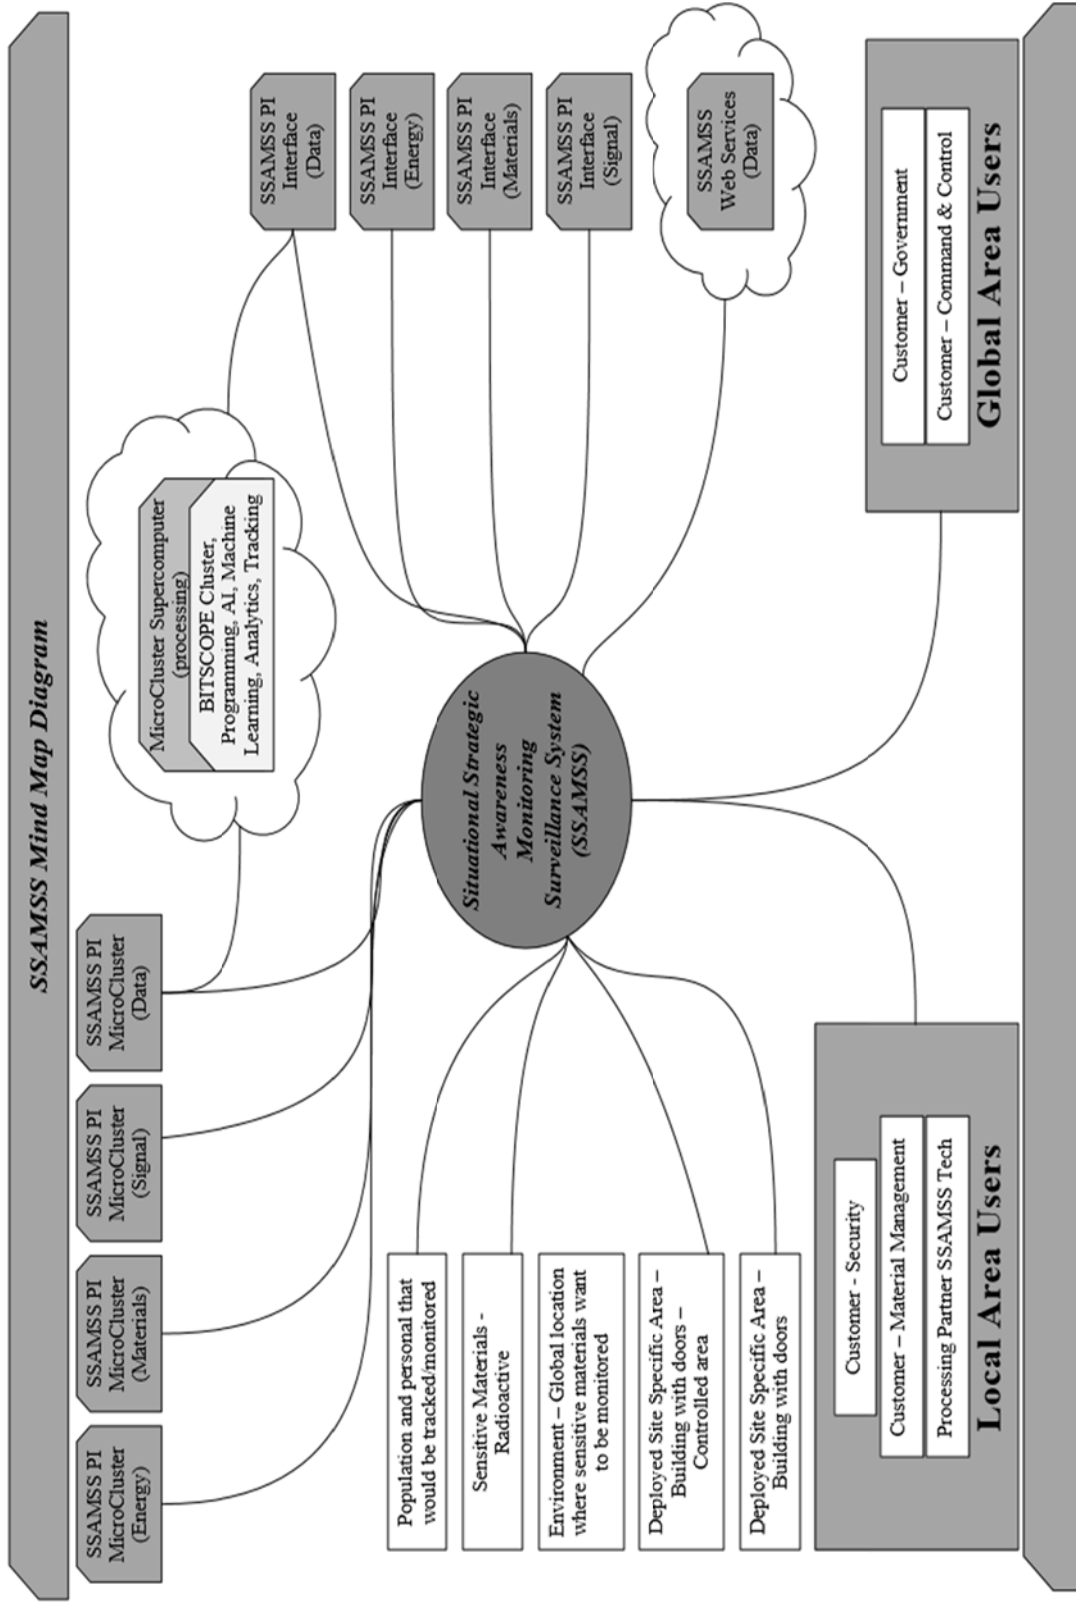 SSAMSS Mind Map Diagram
SSAMSS PI
MicroCluster
(Energy)
SSAMSS PI
MicroCluster
(Materials)
SSAMSS PI
MicroCluster
(Signal)
SSAMSS PI
MicroCluster
(Data)
MicroCluster Supercomputer
(processing)
BITSCOPE Cluster,
Programming, AI, Machine
Learning, Analytics, Tracking
SSAMSS PI
Interface
(Data)
SSAMSS PI
Interface
(Energy)
SSAMSS PI
Interface
(Materials)
SSAMSS PI
Interface
(Signal)
SSAMSS
Web Services
(Data)
Situational Strategic
Awareness
Monitoring
Surveillance System
(SSAMSS)
Population and personal that
would be tracked/monitored
Sensitive Materials -
Radioactive
Environment – Global location
where sensitive materials want
to be monitored
Deployed Site Specific Area –
Building with doors –
Controlled area
Deployed Site Specific Area –
Building with doors
Customer - Security
Customer – Material Management
Processing Partner SSAMSS Tech
Local Area Users
Customer – Government
Customer – Command & Control
Global Area Users